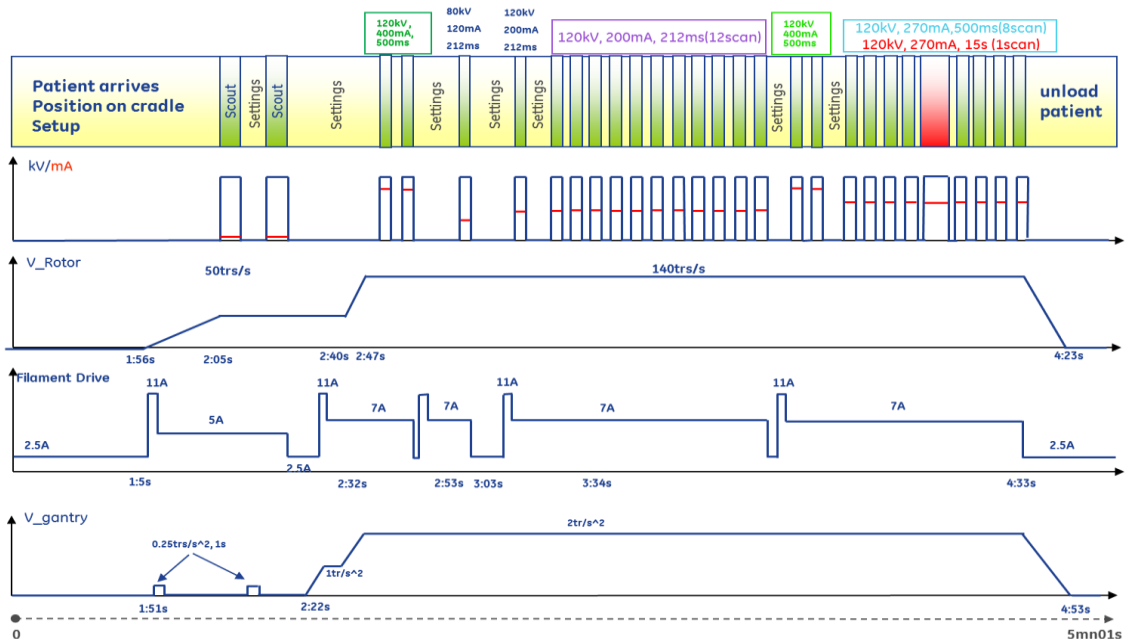 120kV,
400mA,
500ms
80kV
120mA
212ms
120kV
200mA
212ms
120kV, 200mA, 212ms(12scan)
120kV
400mA
500ms
120kV, 270mA,500ms(8scan)
120kV, 270mA, 15s (1scan)
Patient arrives
Position on cradle
Setup
Scout
Settings
Scout
Settings
Settings
Settings
Settings
Settings
Settings
unload
patient
kV/mA
V_Rotor
50trs/s
140trs/s
1:56s
2:05s
2:40s
2:47s
4:23s
Filament Drive
11A
11A
11A
11A
2.5A
5A
2.5A
7A
7A
7A
7A
2.5A
1:5s
2:32s
2:53s
3:03s
3:34s
4:33s
V_gantry
0.25trs/s^2, 1s
1tr/s^2
2tr/s^2
1:51s
2:22s
4:53s
0
5mn01s